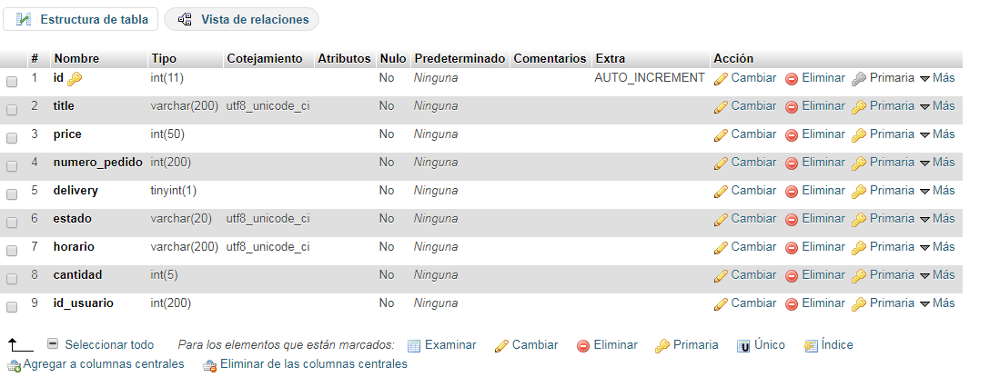 Estructura de tabla Vista de relaciones
# Nombre Tipo Cotejamiento Atributos Nulo Predeterminado Comentarios Extra Acción
1 id int(11) No Ninguna AUTO_INCREMENT Cambiar Eliminar Primaria Más
2 title varchar(200) utf8_unicode_ci No Ninguna Cambiar Eliminar Primaria Más
3 price int(50) No Ninguna Cambiar Eliminar Primaria Más
4 numero_pedido int(200) No Ninguna Cambiar Eliminar Primaria Más
5 delivery tinyint(1) No Ninguna Cambiar Eliminar Primaria Más
6 estado varchar(20) utf8_unicode_ci No Ninguna Cambiar Eliminar Primaria Más
7 horario varchar(200) utf8_unicode_ci No Ninguna Cambiar Eliminar Primaria Más
8 cantidad int(5) No Ninguna Cambiar Eliminar Primaria Más
9 id_usuario int(200) No Ninguna Cambiar Eliminar Primaria Más
Seleccionar todo Para los elementos que están marcados: Examinar Cambiar Eliminar Primaria Único Índice
Agregar a columnas centrales Eliminar de las columnas centrales